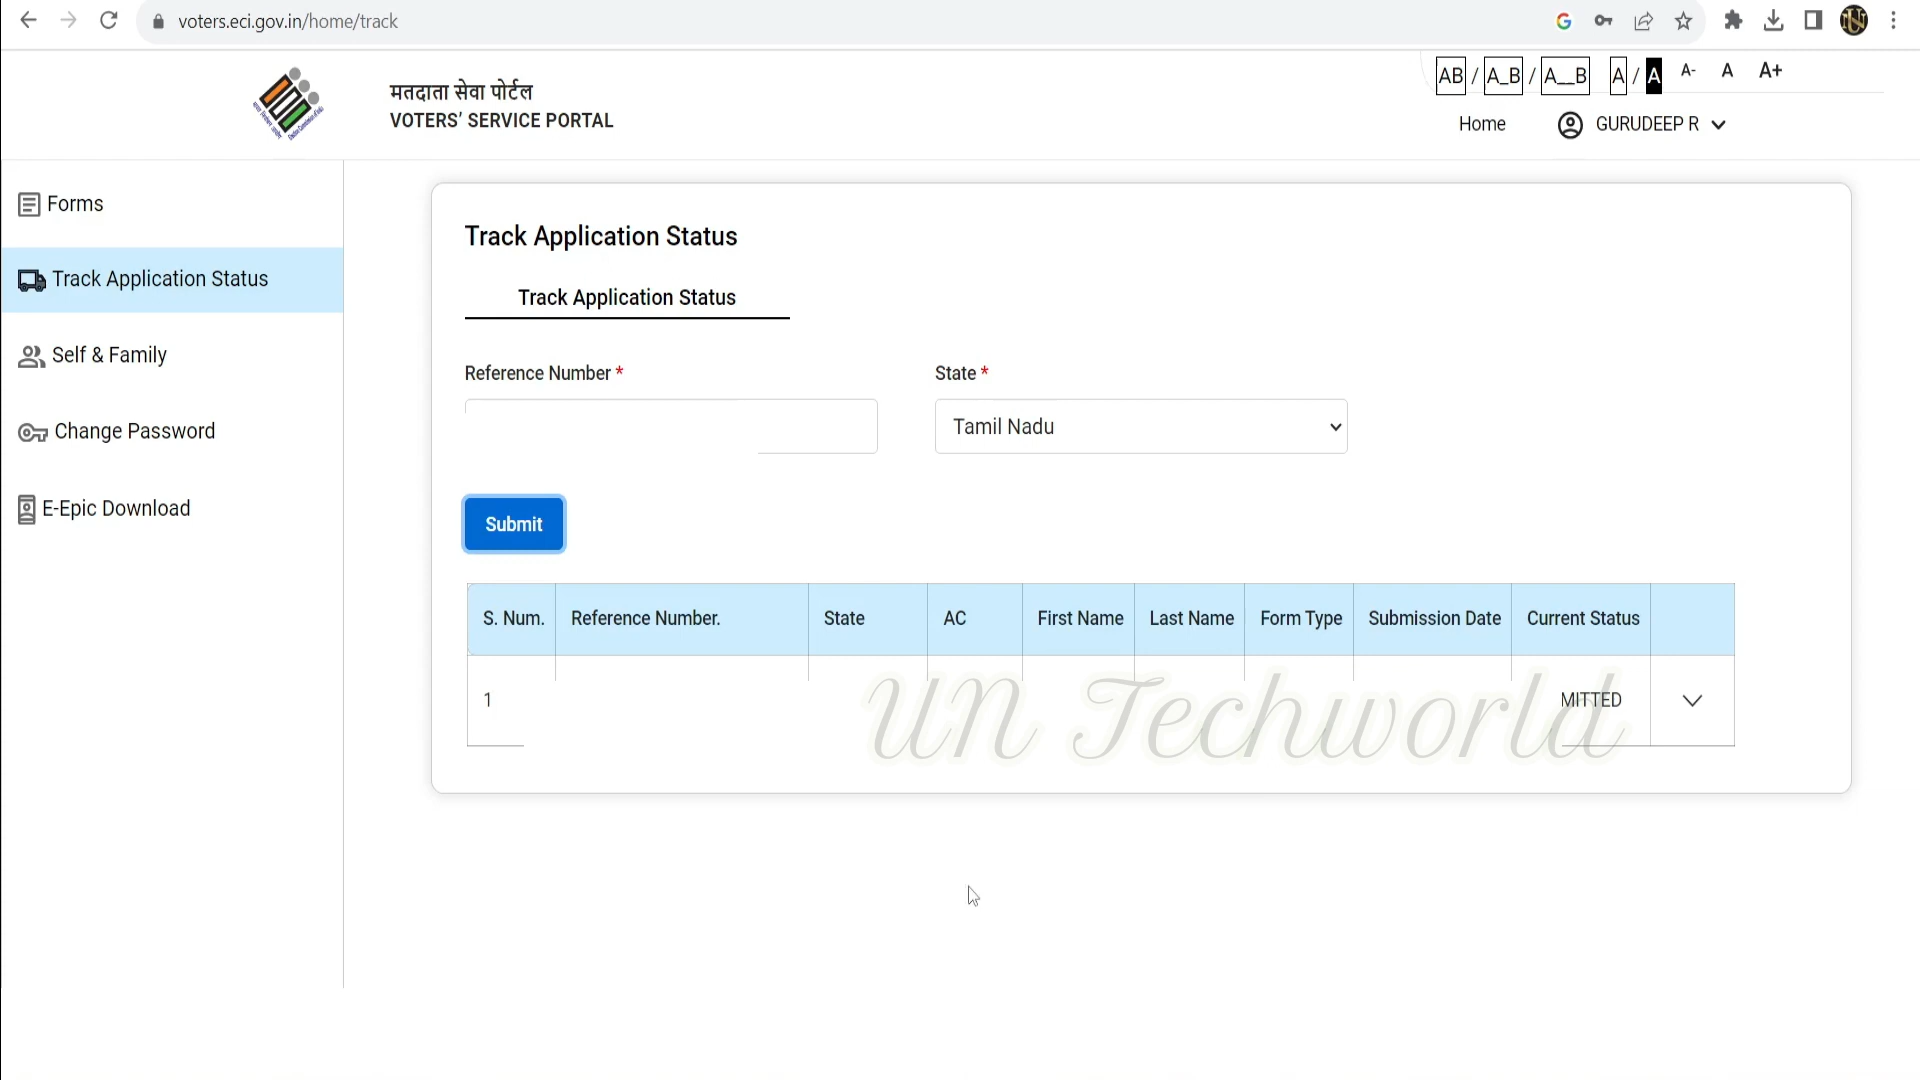 voters.eci.gov.in/home/track
मतदाता सेवा पोर्टल
VOTERS’ SERVICE PORTAL
AB / A_B / A__B A / A A- A A+
Home GURUDEEP R
Forms
Track Application Status
Self & Family
Change Password
E-Epic Download
Track Application Status
Track Application Status
Reference Number * State *
Tamil Nadu
Submit
S. Num. Reference Number. State AC First Name Last Name Form Type Submission Date Current Status
1 MITTED
UN Techworld